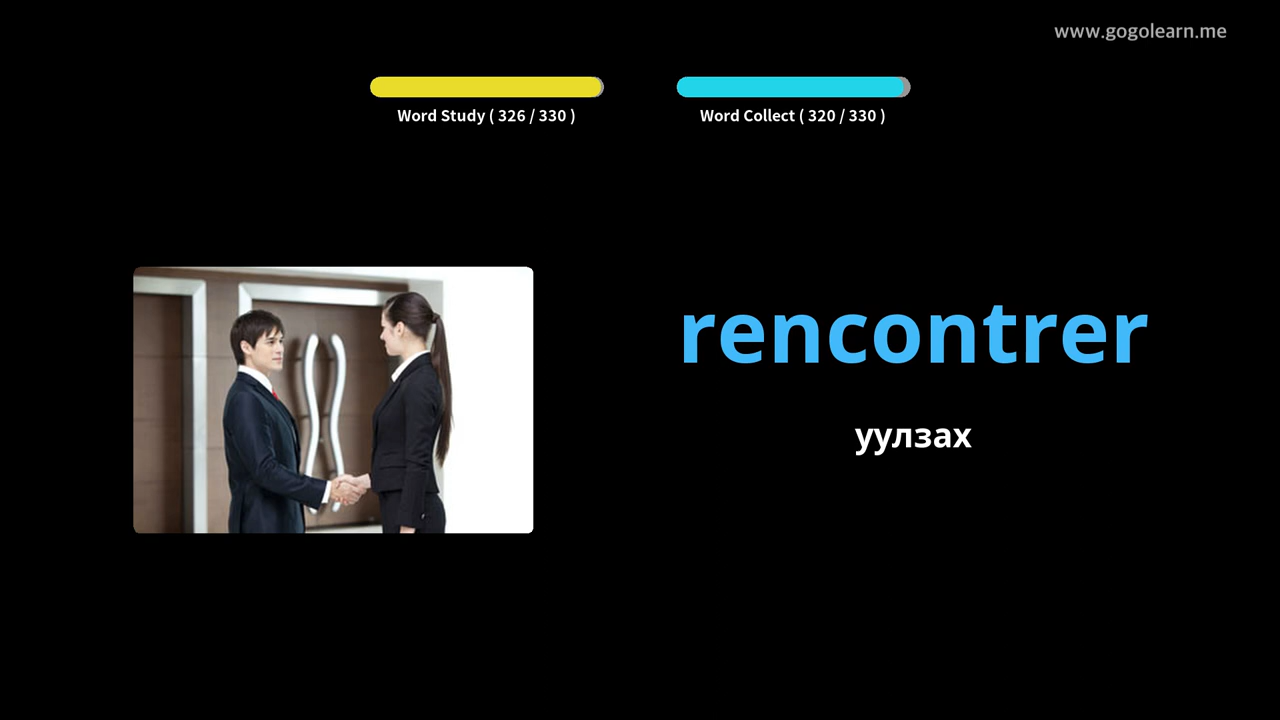 www.gogolearn.me
Word Study ( 326 / 330 )
Word Collect ( 320 / 330 )
rencontrer
уулзах